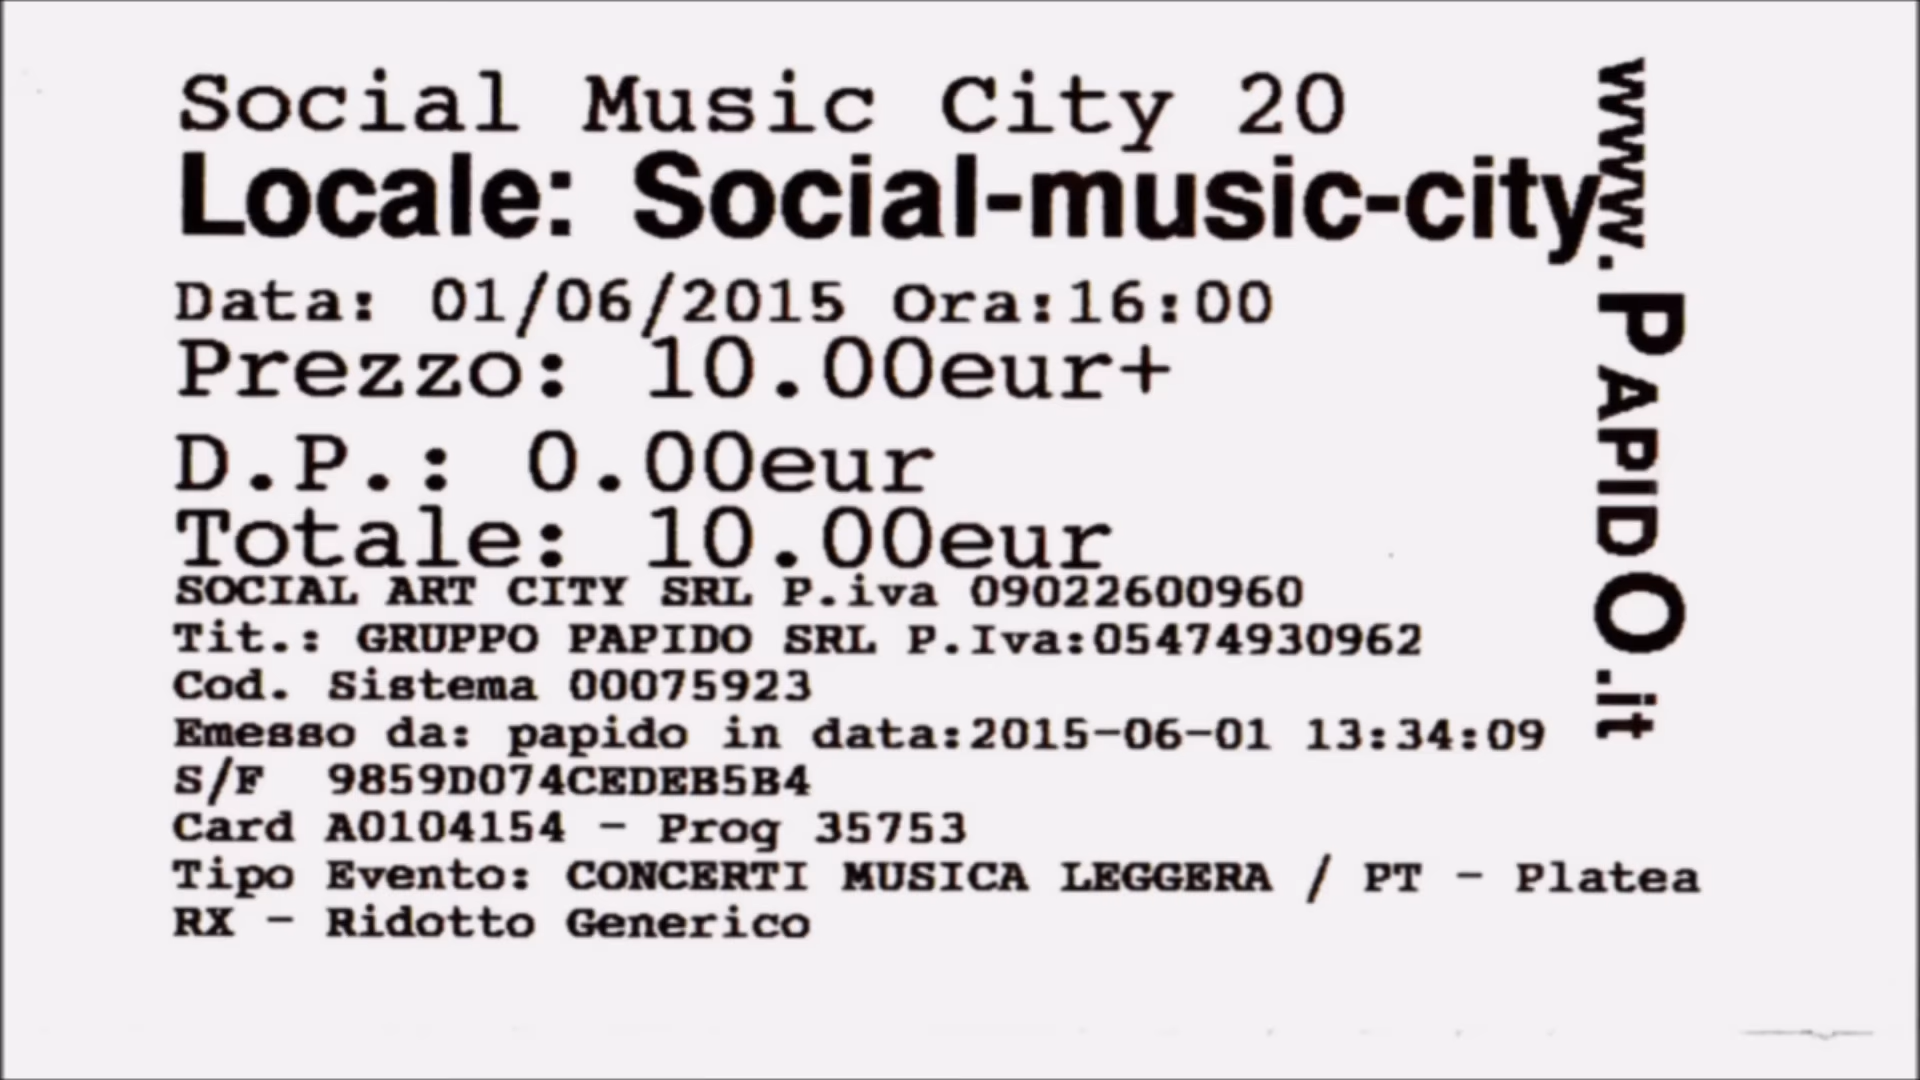 Social Music City 20
Locale: Social-music-city
Data: 01/06/2015 Ora:16:00
Prezzo: 10.00eur+
D.P.: 0.00eur
Totale: 10.00eur
SOCIAL ART CITY SRL P.iva 09022600960
Tit.: GRUPPO PAPIDO SRL P.Iva:05474930962
Cod. Sistema 00075923
Emesso da: papido in data:2015-06-01 13:34:09
S/F 9859D074CEDEB5B4
Card A0104154 - Prog 35753
Tipo Evento: CONCERTI MUSICA LEGGERA / PT - Platea
RX - Ridotto Generico
www.PAPIDO.it